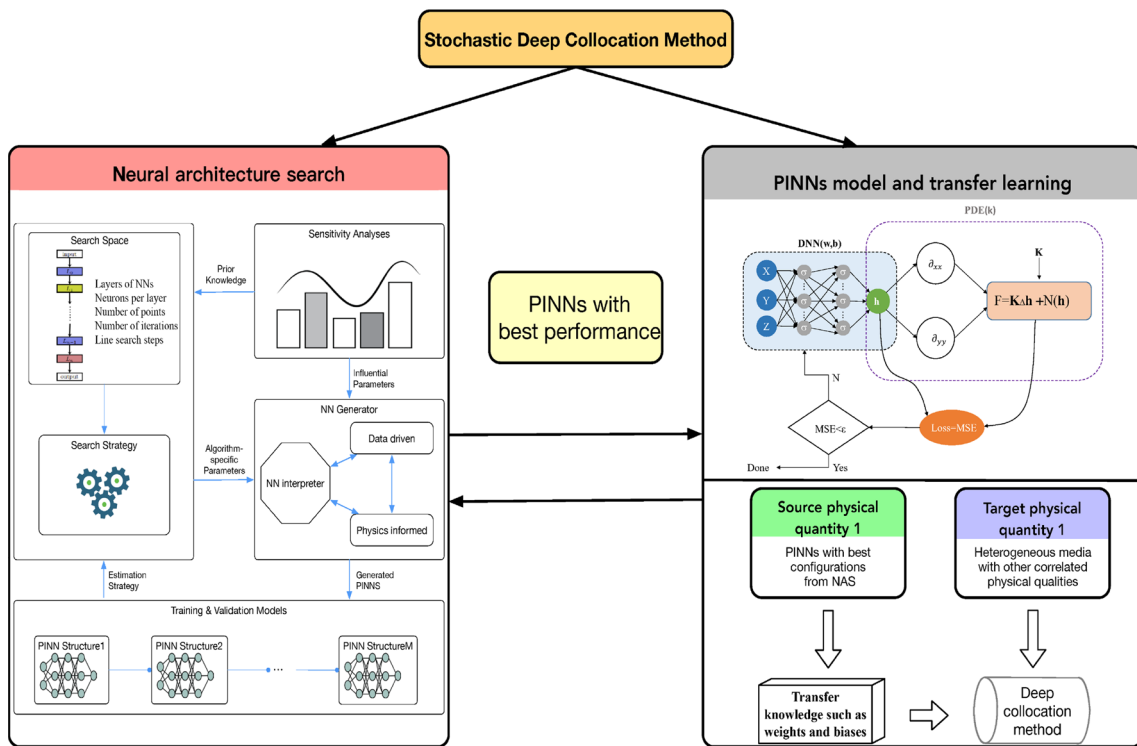 Stochastic Deep Collocation Method
Neural architecture search
Search Space
input
Layers of NNs
Neurons per layer
Number of points
Number of iterations
Line search steps
output
Search Strategy
Prior
Knowledge
Sensitivity Analyses
Influential
Parameters
Algorithm-specific
Parameters
NN Generator
Data driven
NN interpreter
Physics informed
Estimation
Strategy
Generated
PINNS
Training & Validation Models
PINN Structure1
PINN Structure2
...
PINN StructureM
PINNs with
best performance
PINNs model and transfer learning
PDE(k)
DNN(w,b)
X
Y
Z
σ σ
σ σ
σ σ
h
∂xx
∂yy
K
F=KΔh +N(h)
N
MSE<ε
Loss=MSE
Done
Yes
Source physical
quantity 1
PINNs with best
configurations
from NAS
Target physical
quantity 1
Heterogeneous media
with other correlated
physical qualities
Transfer
knowledge such as
weights and biases
Deep
collocation
method